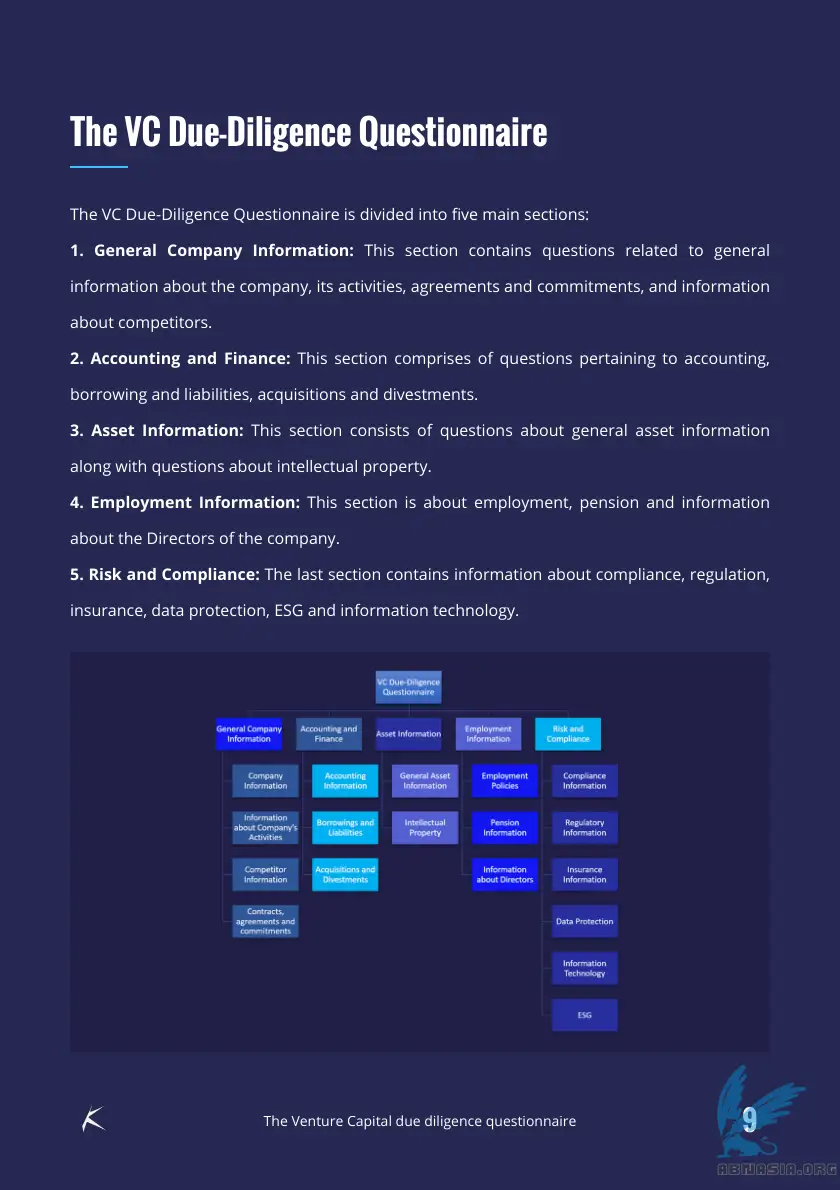 The VC Due-Diligence Questionnaire
The VC Due-Diligence Questionnaire is divided into five main sections:
1. General Company Information: This section contains questions related to general
information about the company, its activities, agreements and commitments, and information
about competitors.
2. Accounting and Finance: This section comprises of questions pertaining to accounting,
borrowing and liabilities, acquisitions and divestments.
3. Asset Information: This section consists of questions about general asset information
along with questions about intellectual property.
4. Employment Information: This section is about employment, pension and information
about the Directors of the company.
5. Risk and Compliance: The last section contains information about compliance, regulation,
insurance, data protection, ESG and information technology.
VC Due-Diligence
Questionnaire
General Company
Information
Company
Information
Information
about Company's
Activities
Competitor
Information
Contracts,
agreements and
commitments
Accounting and
Finance
Accounting
Information
Borrowings and
Liabilities
Acquisitions and
Divestments
Asset Information
General Asset
Information
Intellectual
Property
Employment
Information
Employment
Policies
Pension
Information
Information
about Directors
Risk and
Compliance
Compliance
Information
Regulatory
Information
Insurance
Information
Data Protection
Information
Technology
ESG
The Venture Capital due diligence questionnaire
9
ABNASIA.ORG